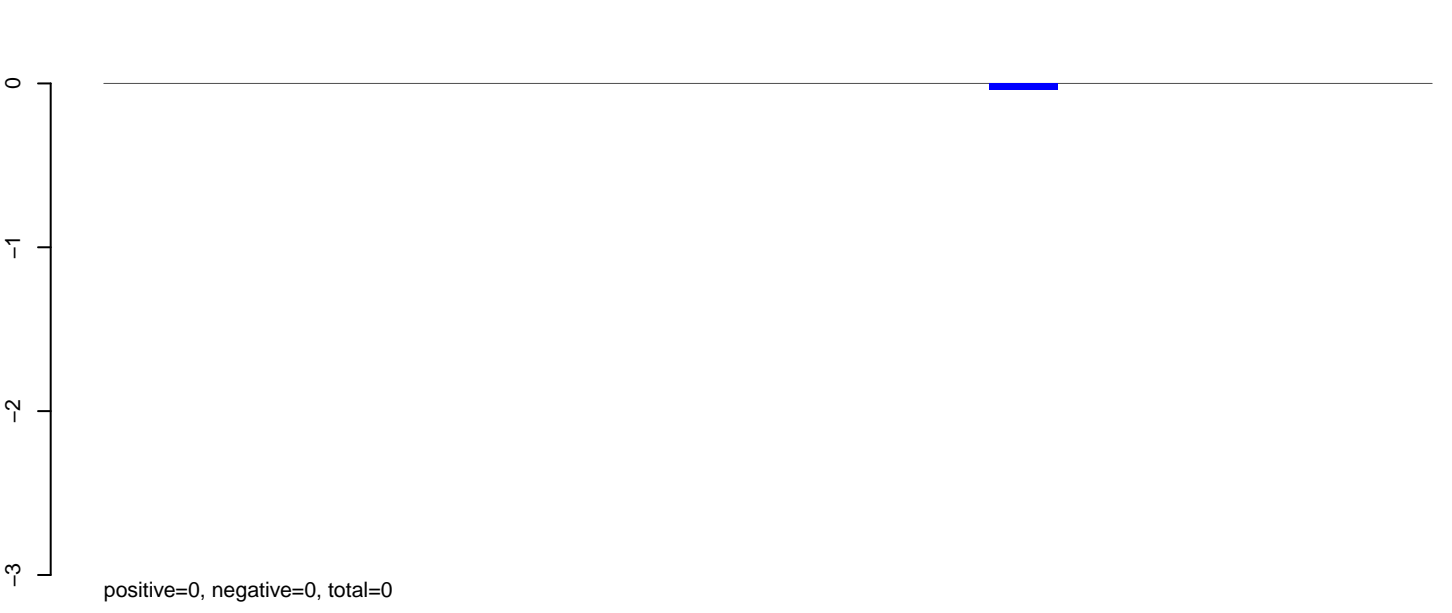 0
−1
−2
−3
positive=0, negative=0, total=0